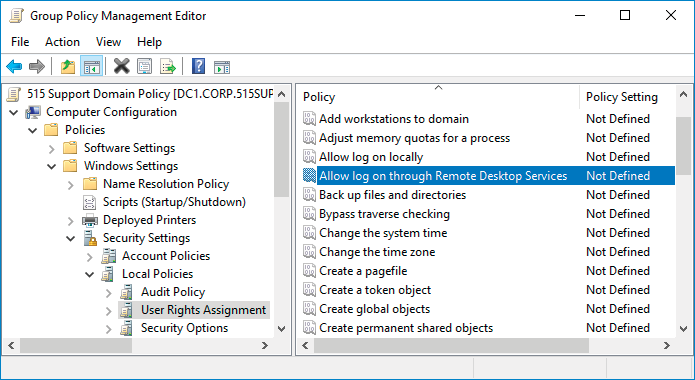 Group Policy Management Editor
File Action View Help
515 Support Domain Policy [DC1.CORP.515SUP
Computer Configuration
Policies
Software Settings
Windows Settings
Name Resolution Policy
Scripts (Startup/Shutdown)
Deployed Printers
Security Settings
Account Policies
Local Policies
Audit Policy
User Rights Assignment
Security Options
Policy Policy Setting
Add workstations to domain Not Defined
Adjust memory quotas for a process Not Defined
Allow log on locally Not Defined
Allow log on through Remote Desktop Services Not Defined
Back up files and directories Not Defined
Bypass traverse checking Not Defined
Change the system time Not Defined
Change the time zone Not Defined
Create a pagefile Not Defined
Create a token object Not Defined
Create global objects Not Defined
Create permanent shared objects Not Defined